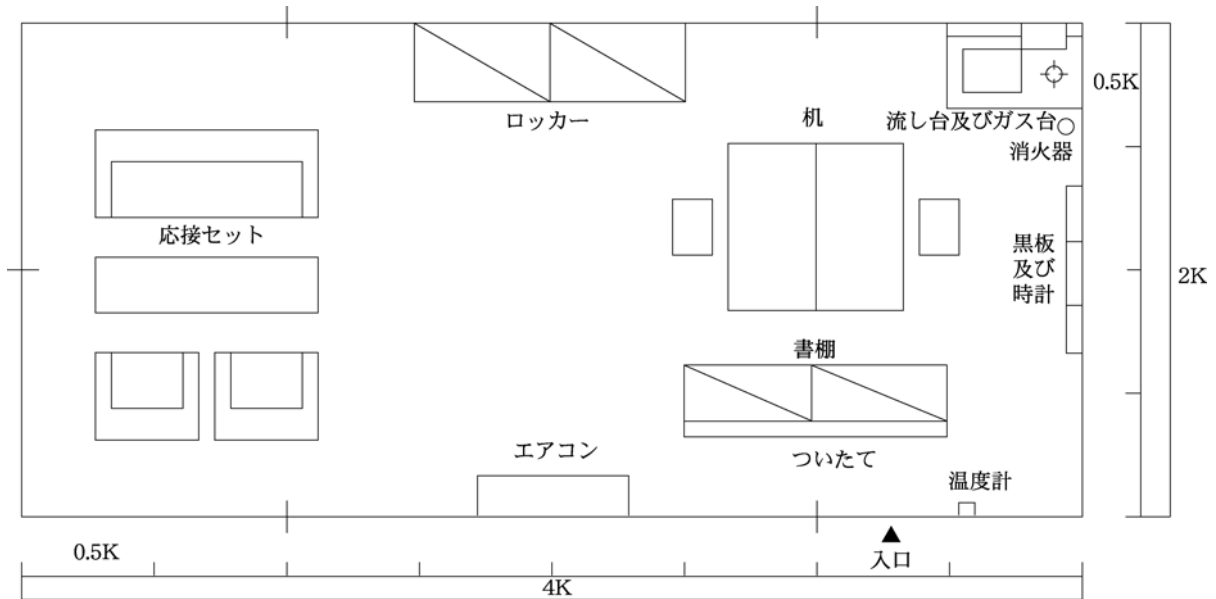 ロッカー
机
0.5K
流し台及びガス台
消火器
応接セット
黒板
及び
時計
2K
書棚
エアコン
ついたて
温度計
入口
0.5K
4K